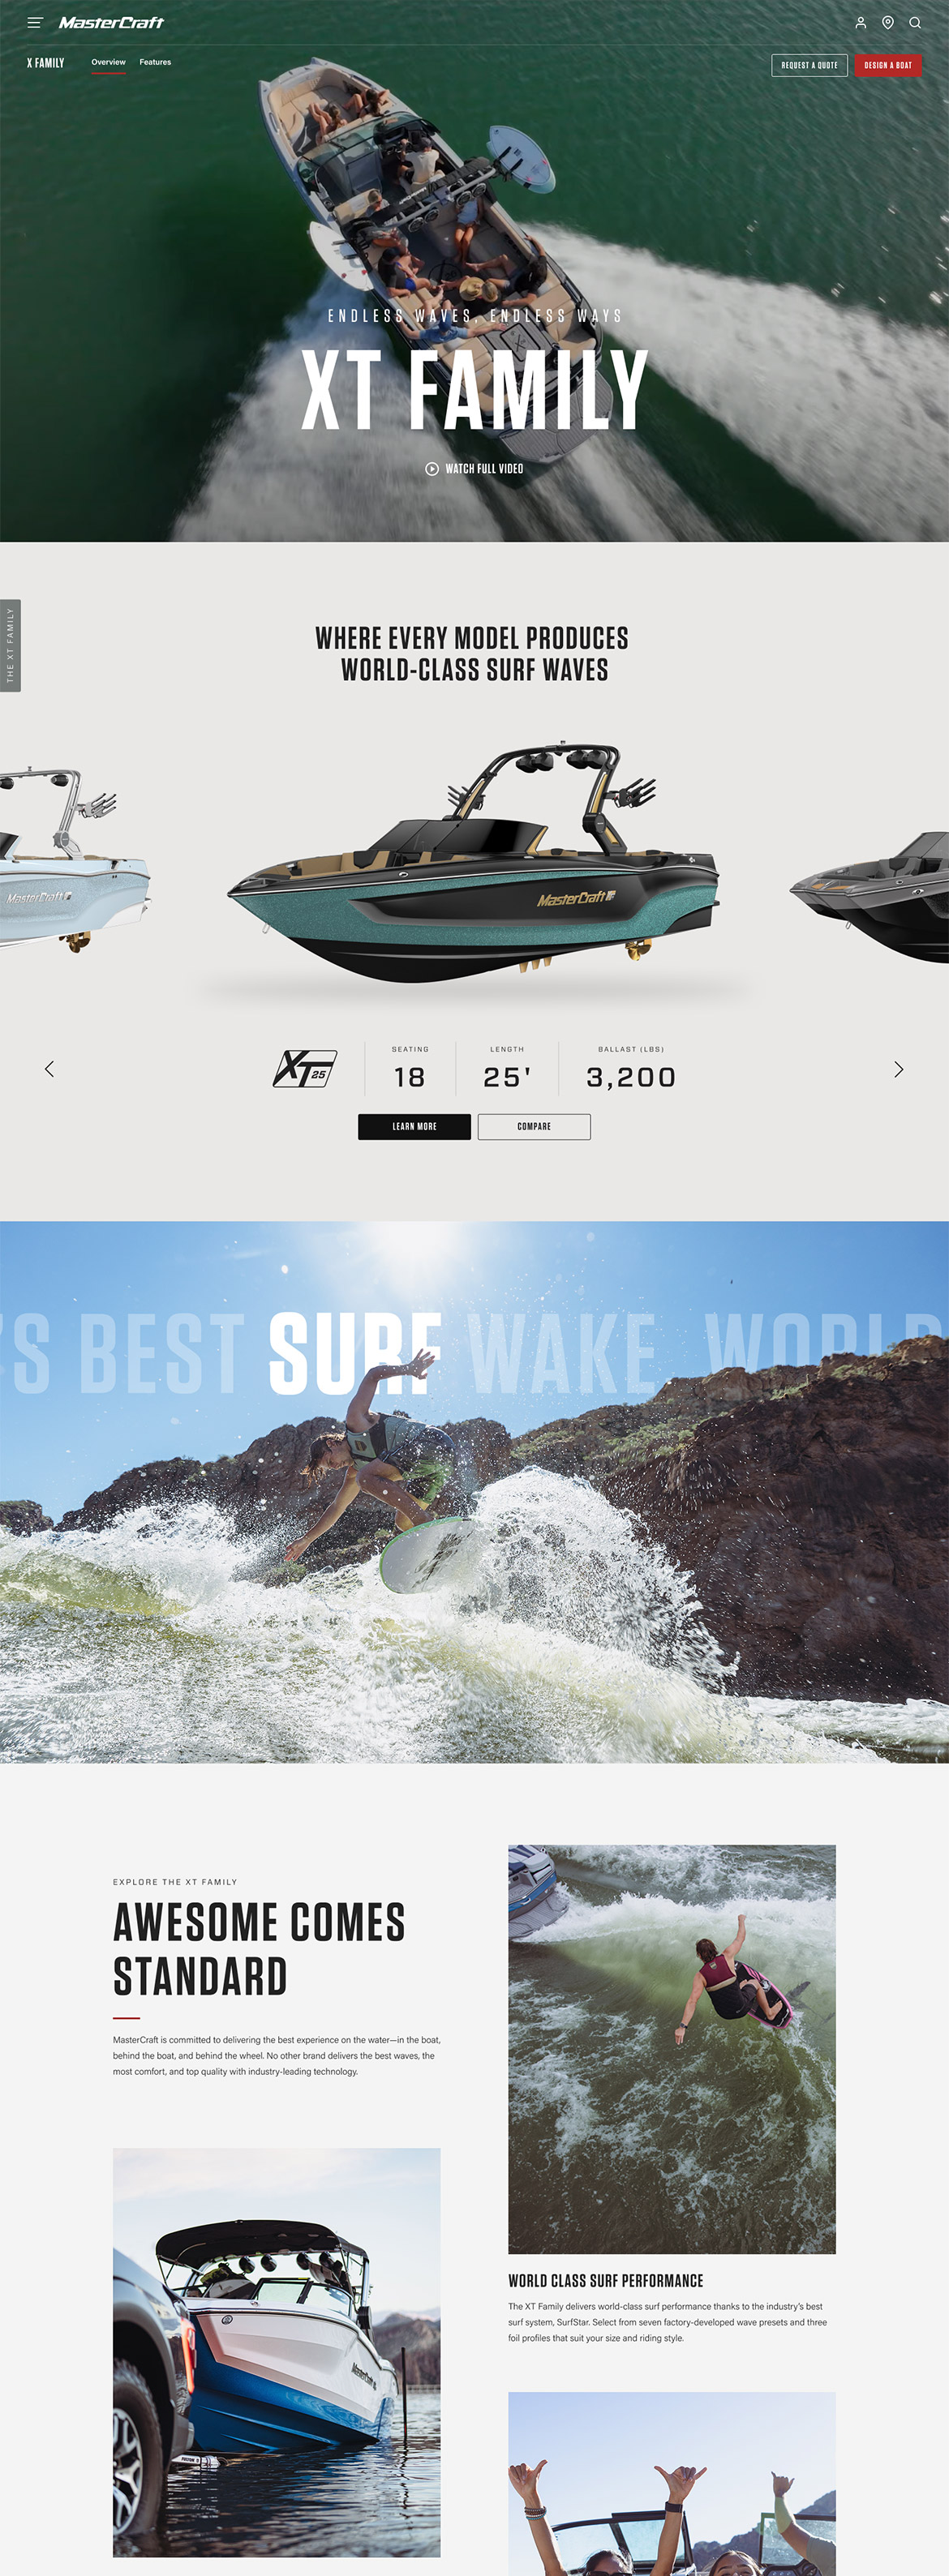 MasterCraft
X FAMILY
Overview
Features
REQUEST A QUOTE
DESIGN A BOAT
ENDLESS WAVES, ENDLESS WAYS
XT FAMILY
WATCH FULL VIDEO
THE XT FAMILY
WHERE EVERY MODEL PRODUCES
WORLD-CLASS SURF WAVES
MasterCraft
MasterCraft
XT 25
SEATING
18
LENGTH
25'
BALLAST (LBS)
3,200
LEARN MORE
COMPARE
'S BEST SURF WAKE WORLD
EXPLORE THE XT FAMILY
AWESOME COMES
STANDARD
MasterCraft is committed to delivering the best experience on the water—in the boat,
behind the boat, and behind the wheel. No other brand delivers the best waves, the
most comfort, and top quality with industry-leading technology.
MasterCraft
WORLD CLASS SURF PERFORMANCE
The XT Family delivers world-class surf performance thanks to the industry's best
surf system, SurfStar. Select from seven factory-developed wave presets and three
foil profiles that suit your size and riding style.